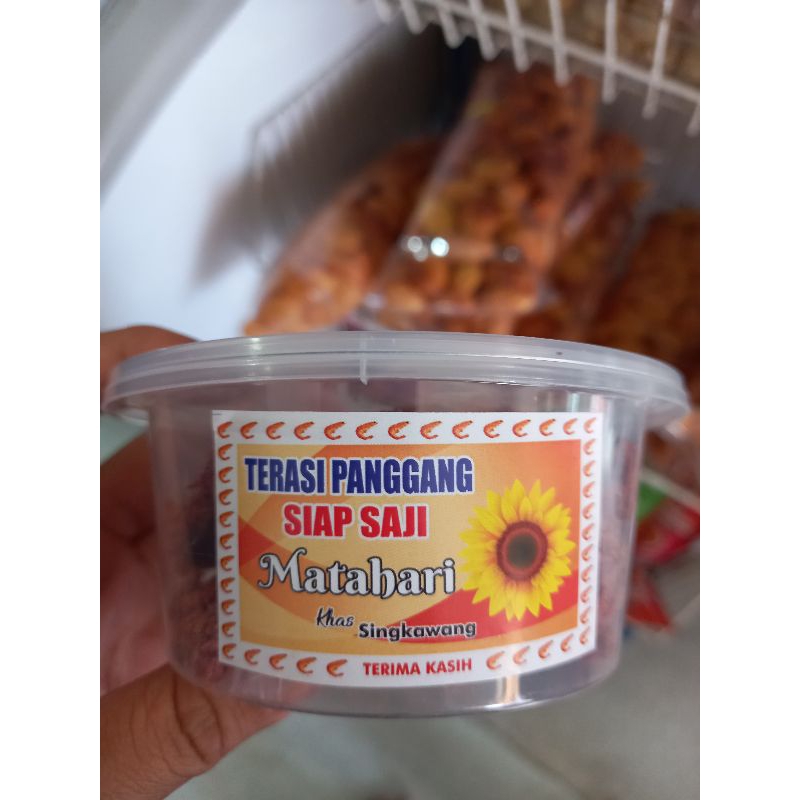 TERASI PANGGANG
SIAP SAJI
Matahari
Khas Singkawang
TERIMA KASIH